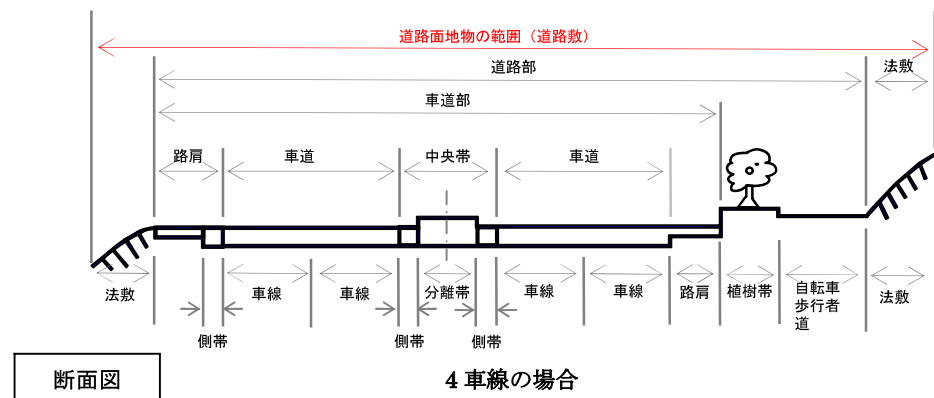 道路面地物の範囲（道路敷）
道路部
法敷
車道部
路肩
車道
中央帯
車道
法敷
車線
車線
分離帯
車線
車線
路肩
植樹帯
自転車
歩行者
道
法敷
側帯
側帯
側帯
断面図
4車線の場合